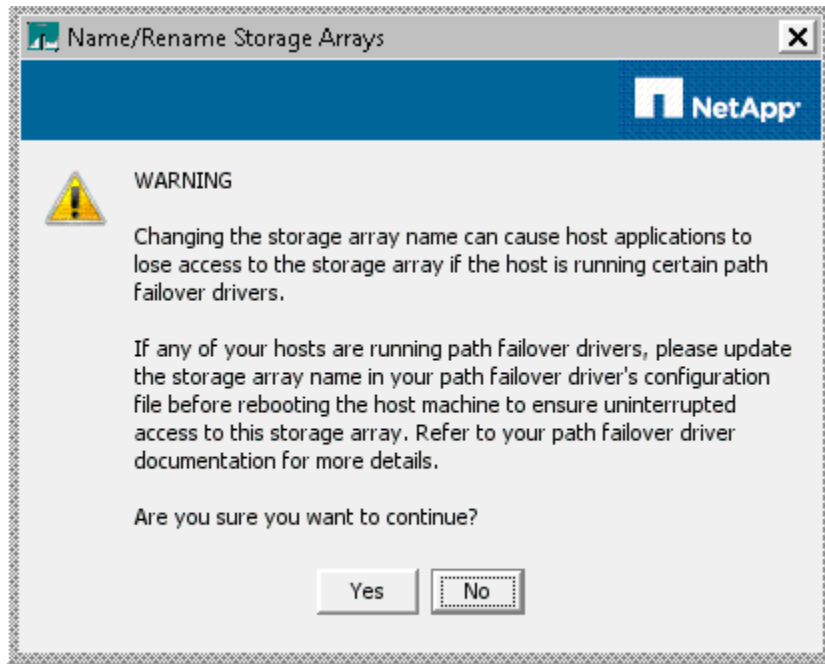 Name/Rename Storage Arrays
NetApp
WARNING
Changing the storage array name can cause host applications to
lose access to the storage array if the host is running certain path
failover drivers.
If any of your hosts are running path failover drivers, please update
the storage array name in your path failover driver's configuration
file before rebooting the host machine to ensure uninterrupted
access to this storage array. Refer to your path failover driver
documentation for more details.
Are you sure you want to continue?
Yes No